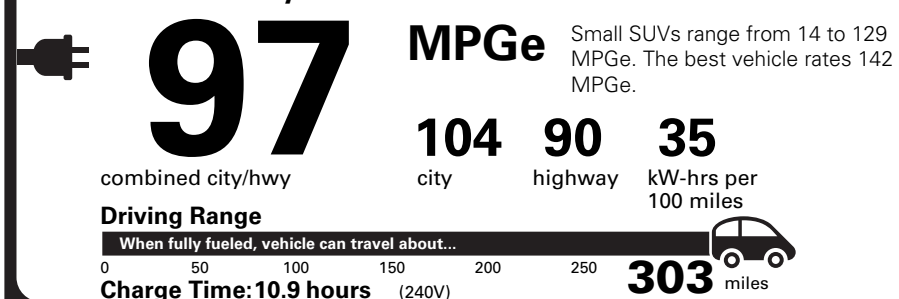 97
MPGe
Small SUVs range from 14 to 129
MPGe. The best vehicle rates 142
MPGe.
104 90 35
combined city/hwy city highway kW-hrs per
100 miles
Driving Range
When fully fueled, vehicle can travel about...
0 50 100 150 200 250 303 miles
Charge Time: 10.9 hours (240V)